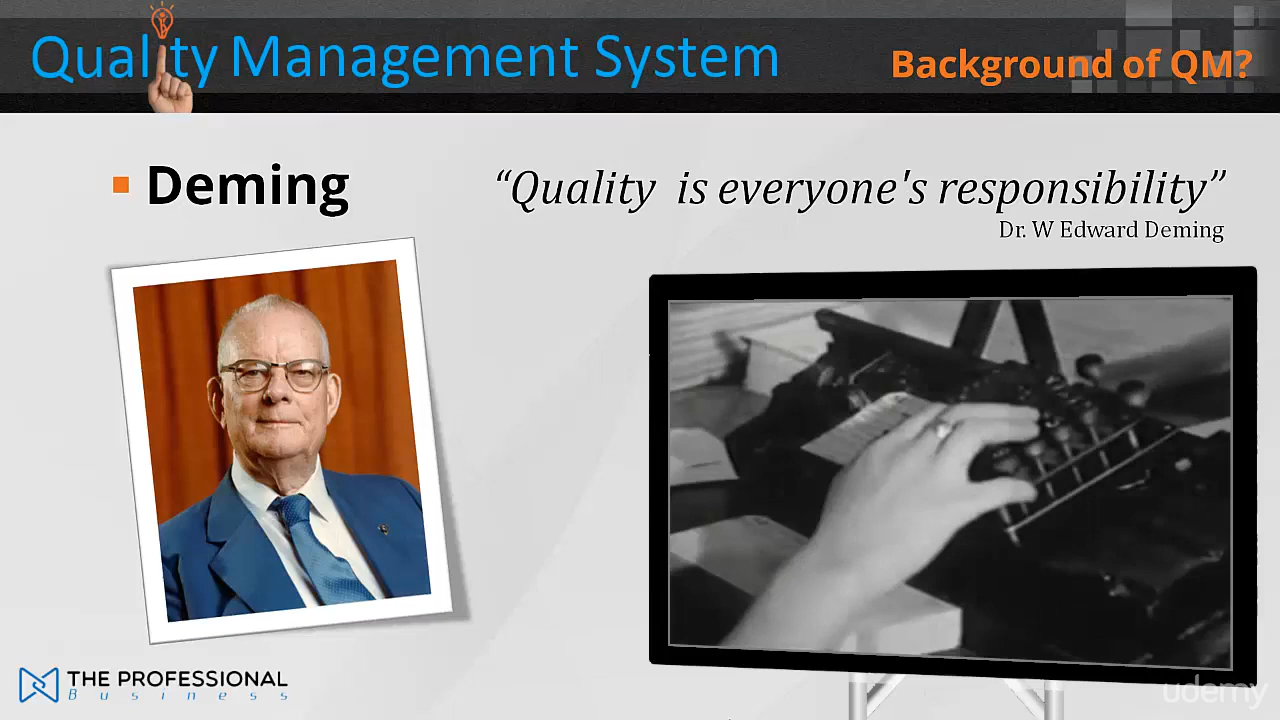 Quality Management System
Background of QM?
Deming
“Quality is everyone's responsibility”
Dr. W Edward Deming
THE PROFESSIONAL
Business
udemy